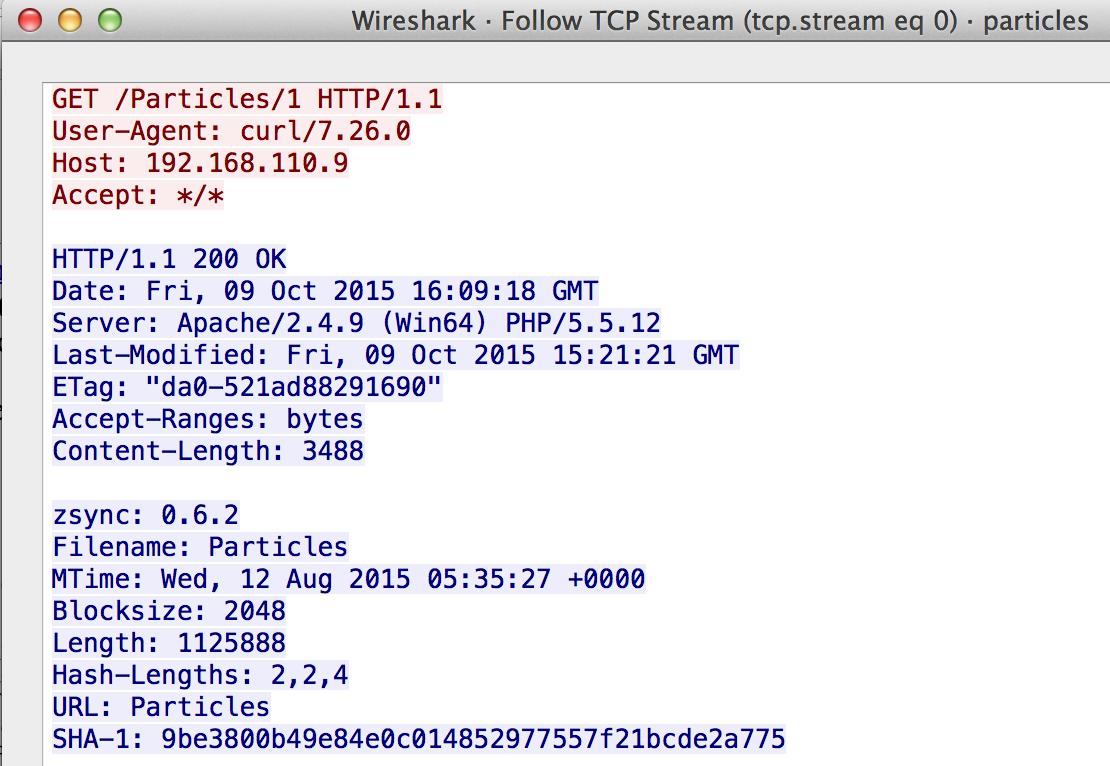 Wireshark · Follow TCP Stream (tcp.stream eq 0) · particles
GET /Particles/1 HTTP/1.1
User-Agent: curl/7.26.0
Host: 192.168.110.9
Accept: */*
HTTP/1.1 200 OK
Date: Fri, 09 Oct 2015 16:09:18 GMT
Server: Apache/2.4.9 (Win64) PHP/5.5.12
Last-Modified: Fri, 09 Oct 2015 15:21:21 GMT
ETag: "da0-521ad88291690"
Accept-Ranges: bytes
Content-Length: 3488
zsync: 0.6.2
Filename: Particles
MTime: Wed, 12 Aug 2015 05:35:27 +0000
Blocksize: 2048
Length: 1125888
Hash-Lengths: 2,2,4
URL: Particles
SHA-1: 9be3800b49e84e0c014852977557f21bcde2a775